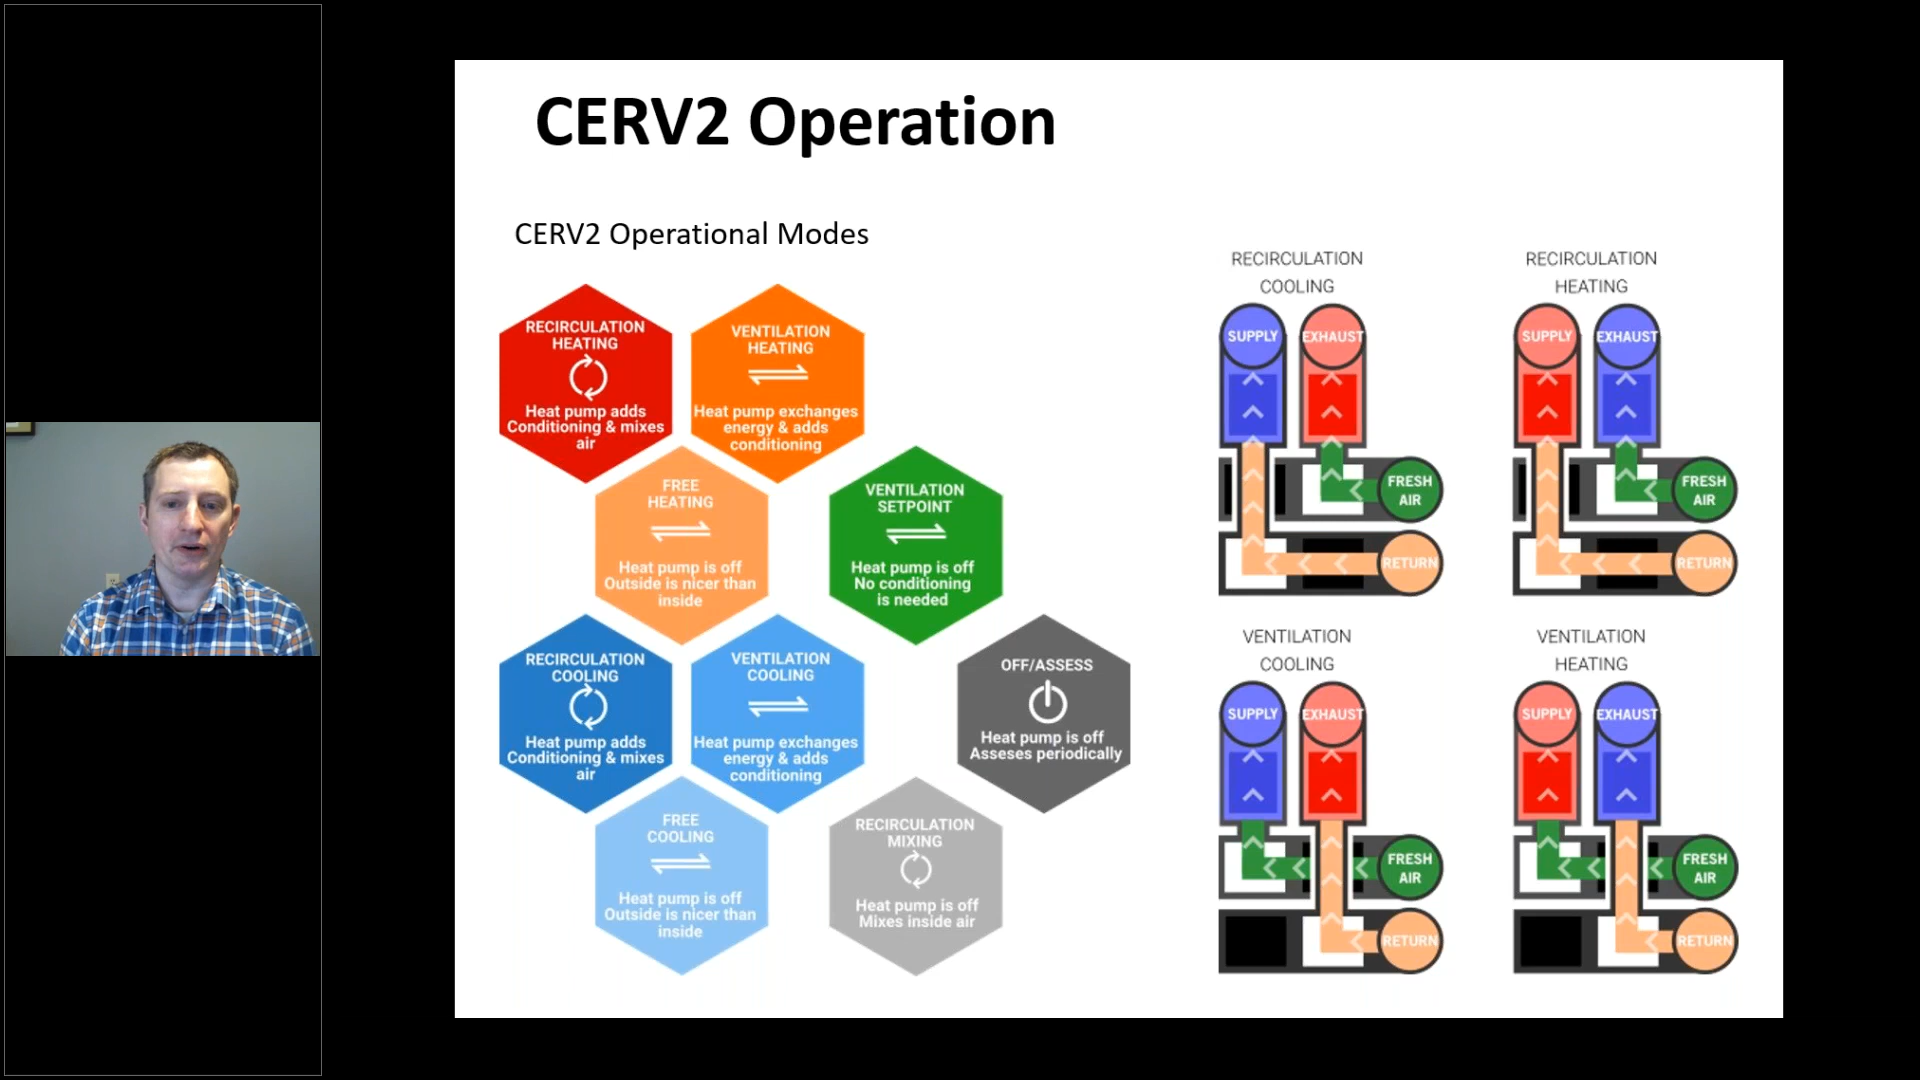 CERV2 Operation
CERV2 Operational Modes
RECIRCULATION
HEATING
Heat pump adds
Conditioning & mixes
air
VENTILATION
HEATING
Heat pump exchanges
energy & adds
conditioning
FREE
HEATING
Heat pump is off
Outside is nicer than
inside
VENTILATION
SETPOINT
Heat pump is off
No conditioning
is needed
RECIRCULATION
COOLING
Heat pump adds
Conditioning & mixes
air
VENTILATION
COOLING
Heat pump exchanges
energy & adds
conditioning
OFF/ASSESS
Heat pump is off
Asseses periodically
FREE
COOLING
Heat pump is off
Outside is nicer than
inside
RECIRCULATION
MIXING
Heat pump is off
Mixes inside air
RECIRCULATION
COOLING
SUPPLY
EXHAUST
FRESH
AIR
RETURN
RECIRCULATION
HEATING
SUPPLY
EXHAUST
FRESH
AIR
RETURN
VENTILATION
COOLING
SUPPLY
EXHAUST
FRESH
AIR
RETURN
VENTILATION
HEATING
SUPPLY
EXHAUST
FRESH
AIR
RETURN